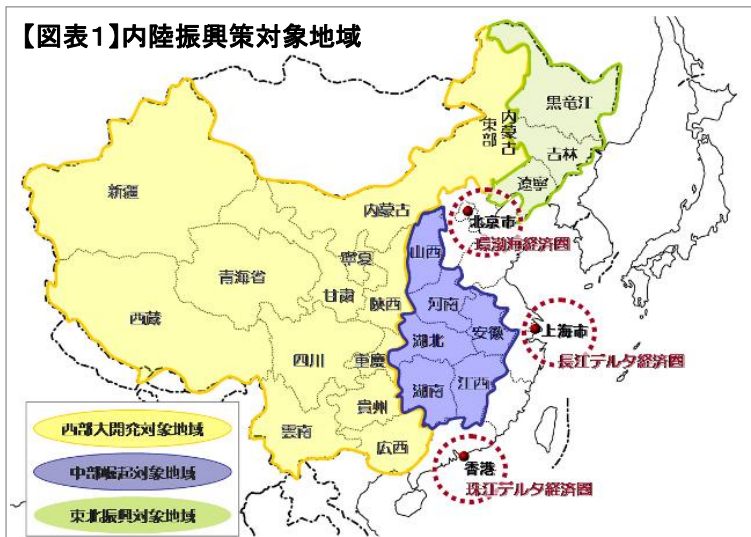 【図表1】内陸振興策対象地域
黒竜江
内蒙古
東部
吉林
遼寧
新疆
内蒙古
北京市
環渤海経済圏
山西
寧夏
青海省
甘粛
陝西
河南
西蔵
安徽
上海市
湖北
長江デルタ経済圏
四川
重慶
湖南
江西
貴州
雲南
広西
香港
珠江デルタ経済圏
西部大開発対象地域
中部崛起対象地域
東北振興対象地域